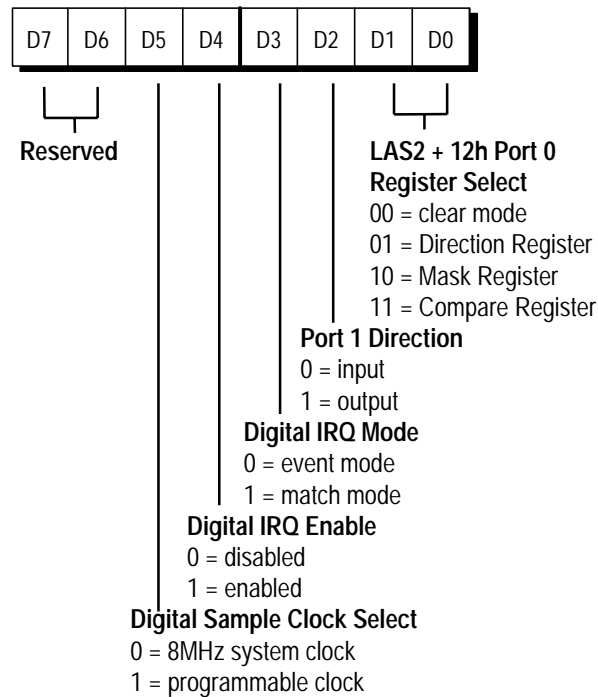 D7 D6 D5 D4 D3 D2 D1 D0
Reserved
LAS2 + 12h Port 0
Register Select
00 = clear mode
01 = Direction Register
10 = Mask Register
11 = Compare Register
Port 1 Direction
0 = input
1 = output
Digital IRQ Mode
0 = event mode
1 = match mode
Digital IRQ Enable
0 = disabled
1 = enabled
Digital Sample Clock Select
0 = 8MHz system clock
1 = programmable clock